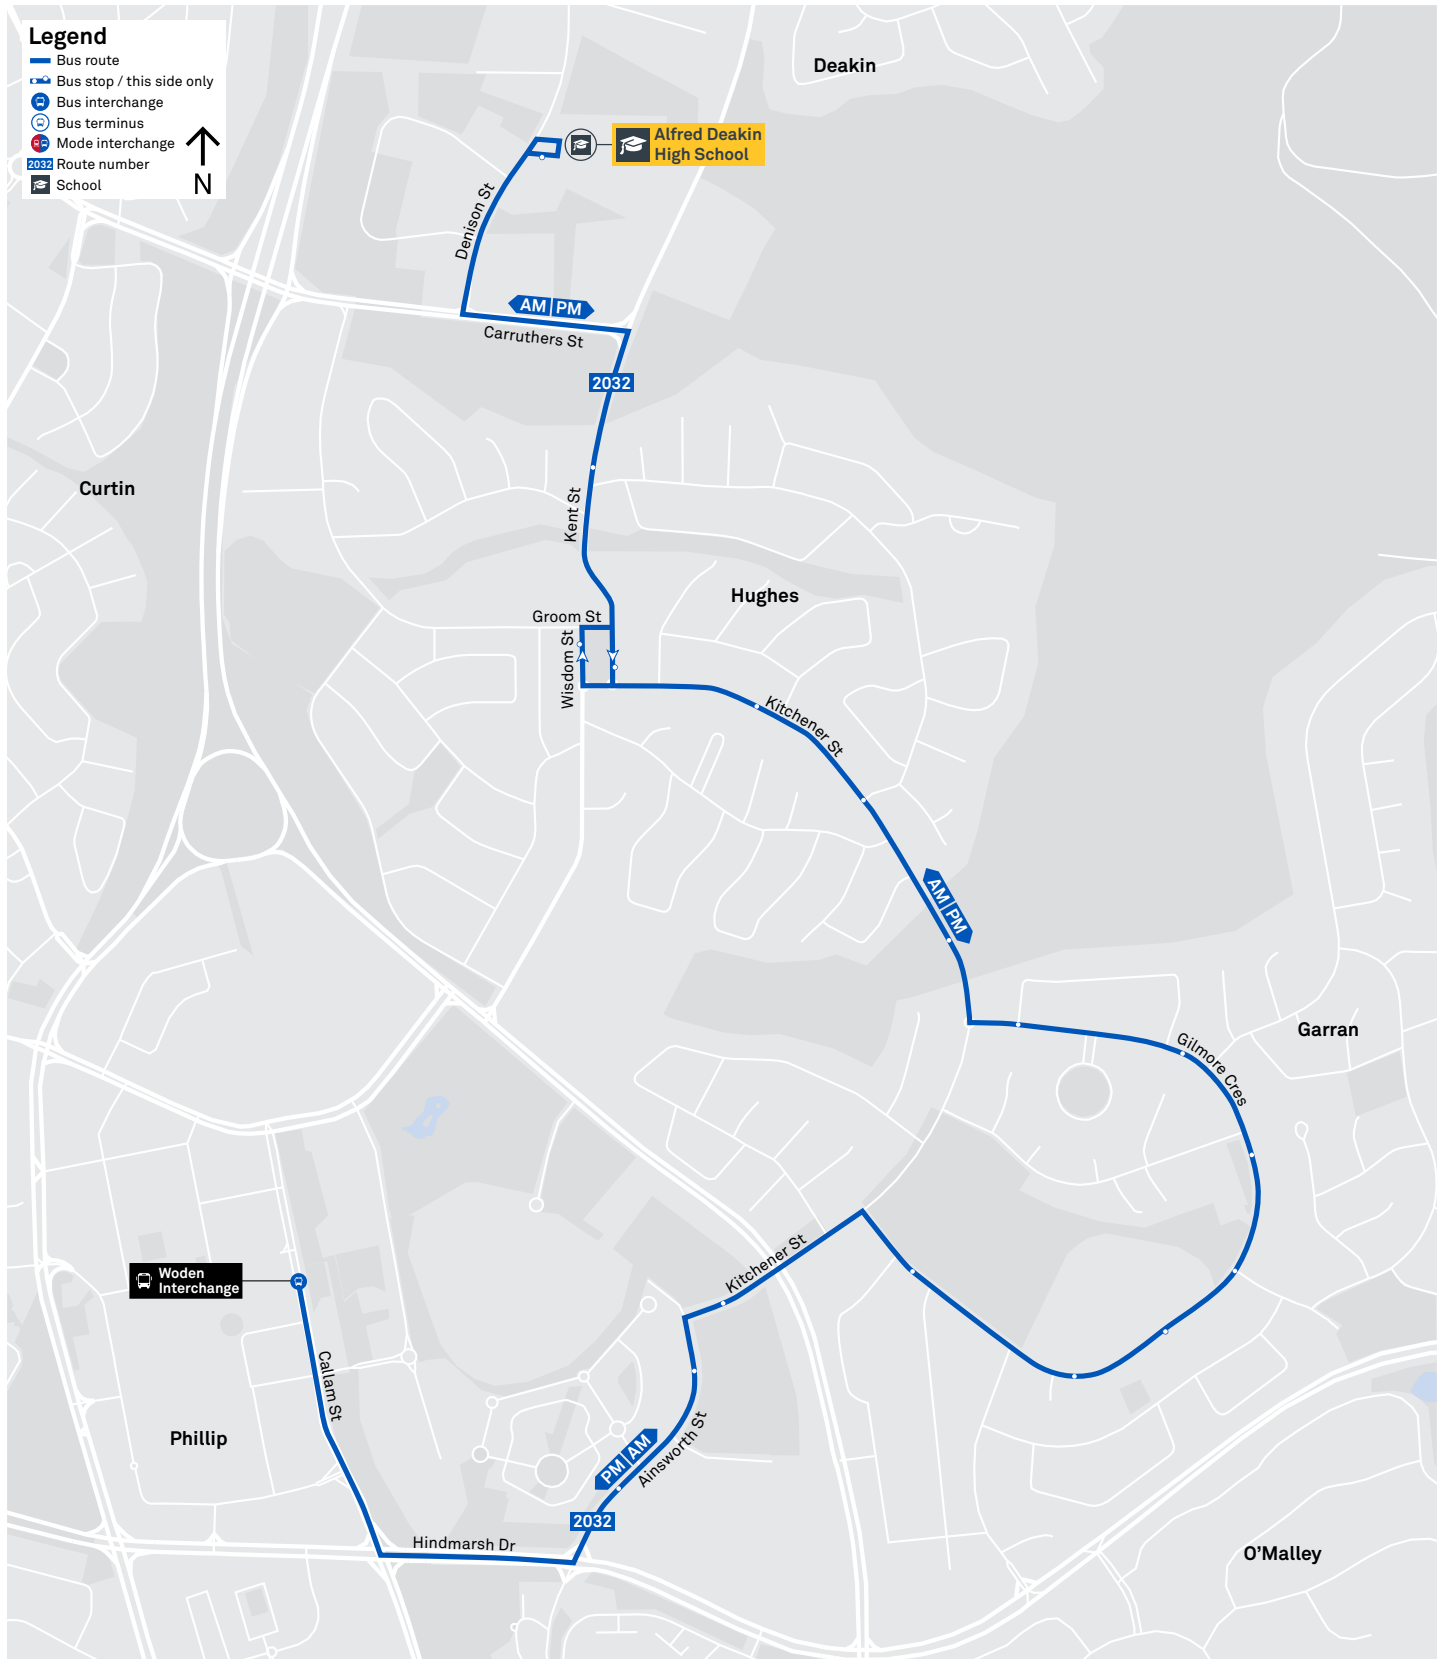 Legend
Bus route
Bus stop / this side only
Bus interchange
Bus terminus
Mode interchange
2032 Route number
School
N
Deakin
Alfred Deakin
High School
Denison St
AM PM
Carruthers St
2032
Curtin
Kent St
Hughes
Groom St
Wisdom St
Kitchener St
AM PM
Garran
Gilmore Cres
Kitchener St
Woden
Interchange
Callam St
Phillip
PM AM
Ainsworth St
2032
Hindmarsh Dr
O'Malley